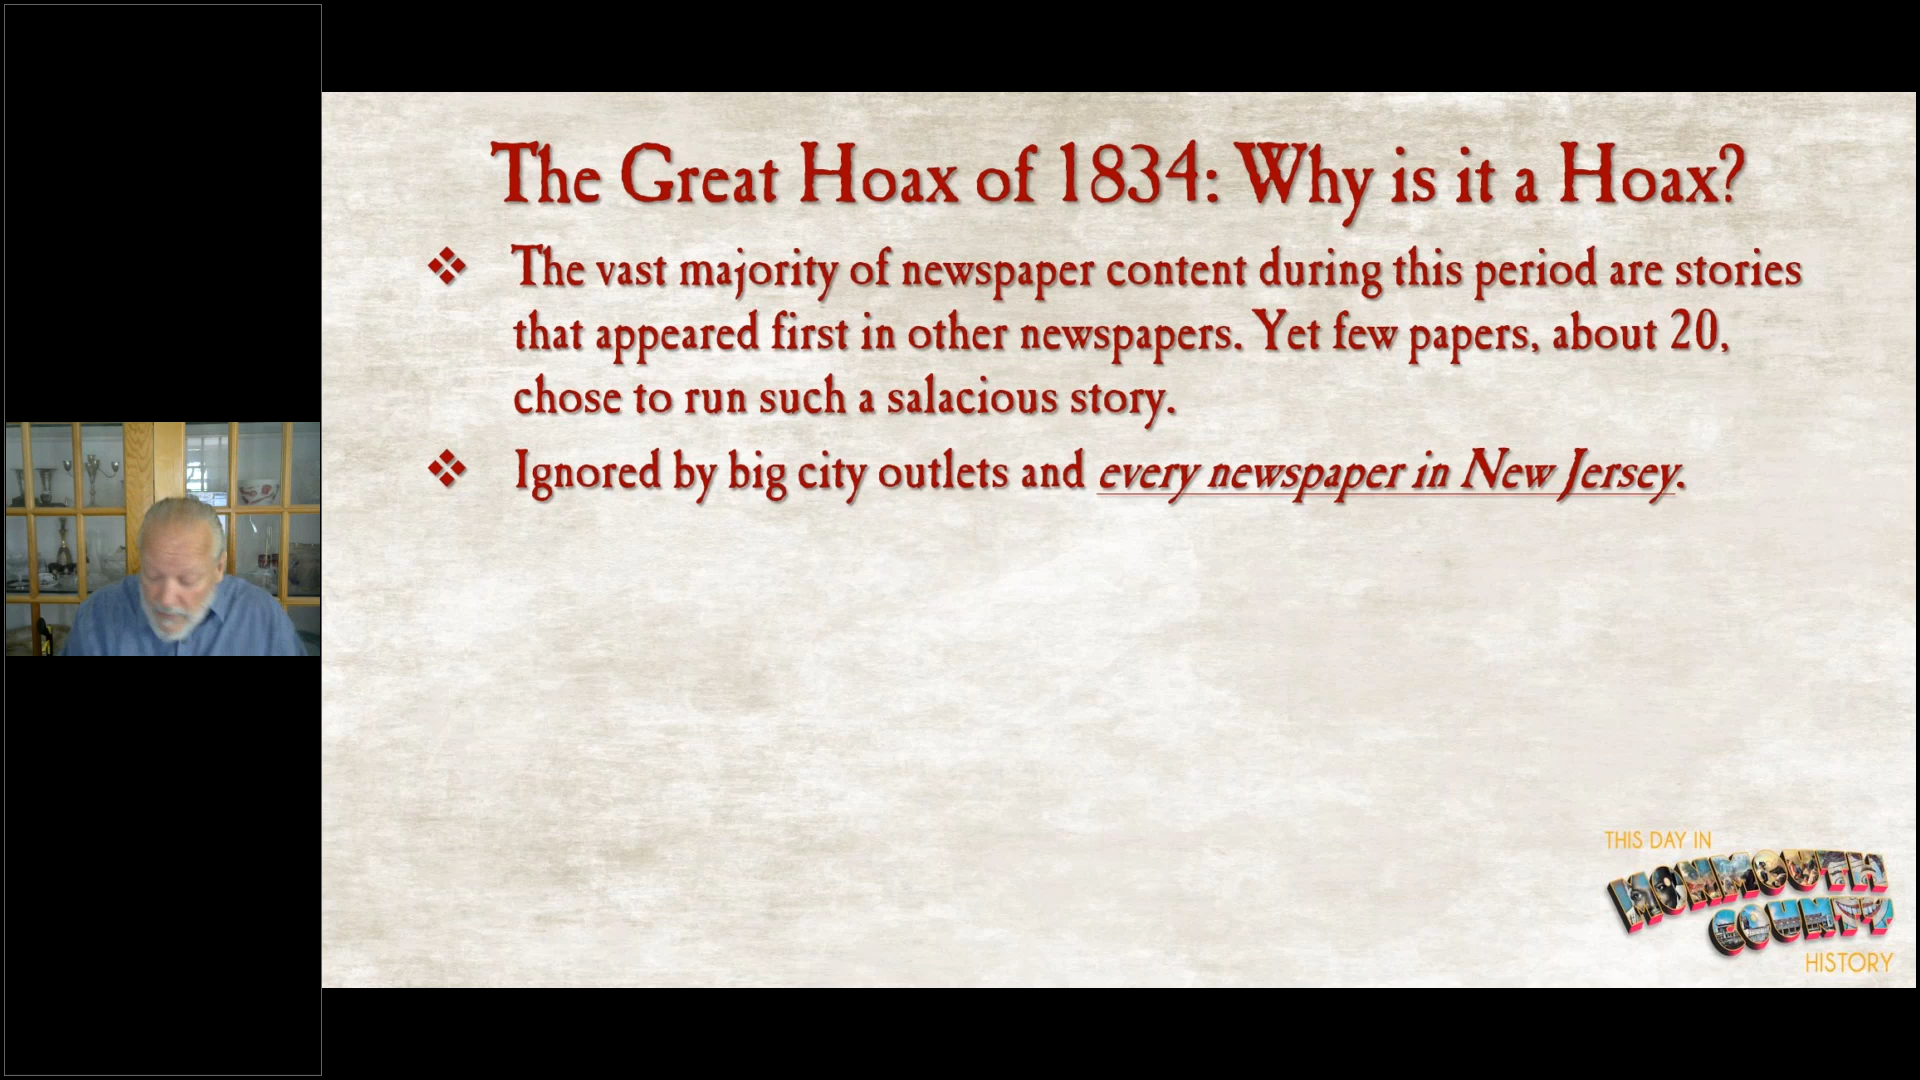 The Great Hoax of 1834: Why is it a Hoax?
❖ The vast majority of newspaper content during this period are stories
that appeared first in other newspapers. Yet few papers, about 20,
chose to run such a salacious story.
❖ Ignored by big city outlets and every newspaper in New Jersey.
THIS DAY IN
MONMOUTH
COUNTY
HISTORY